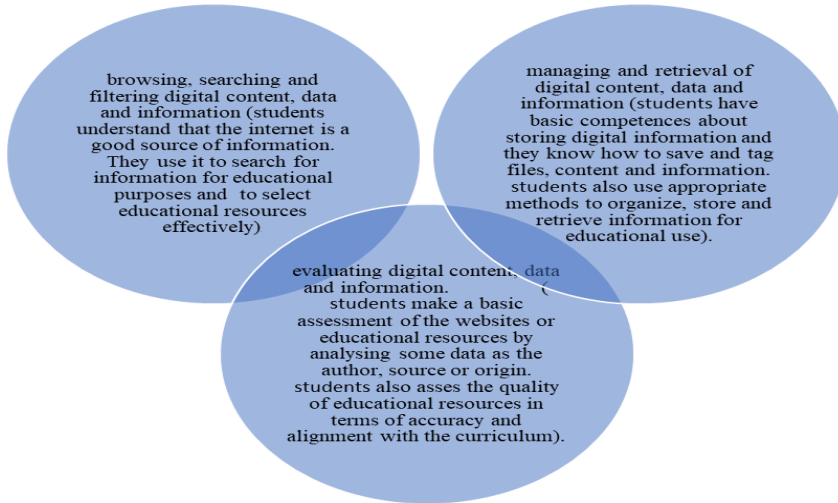 browsing, searching and
filtering digital content, data
and information (students
understand that the internet is a
good source of information.
They use it to search for
information for educational
purposes and to select
educational resources
effectively)
managing and retrieval of
digital content, data and
information (students have
basic competences about
storing digital information and
they know how to save and tag
files, content and information.
students also use appropriate
methods to organize, store and
retrieve information for
educational use).
evaluating digital content, data
and information. (
students make a basic
assessment of the websites or
educational resources by
analysing some data as the
author, source or origin.
students also asses the quality
of educational resources in
terms of accuracy and
alignment with the curriculum).